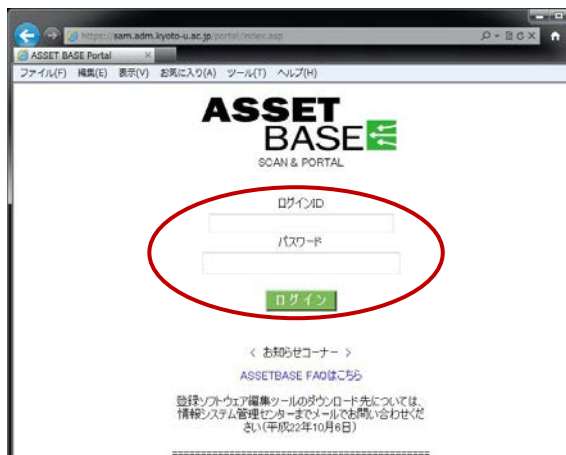 https://sam.adm.kyoto-u.ac.jp/portal/index.asp
ASSET BASE Portal
ファイル(F) 編集(E) 表示(V) お気に入り(A) ツール(T) ヘルプ(H)
ASSET
BASE
SCAN & PORTAL
ログインID
パスワード
ログイン
< お知らせコーナー >
ASSETBASE FAQはこちら
登録ソフトウェア編集ツールのダウンロード先については、
情報システム管理センターまでメールでお問い合わせくだ
さい(平成22年10月6日)
==============================================